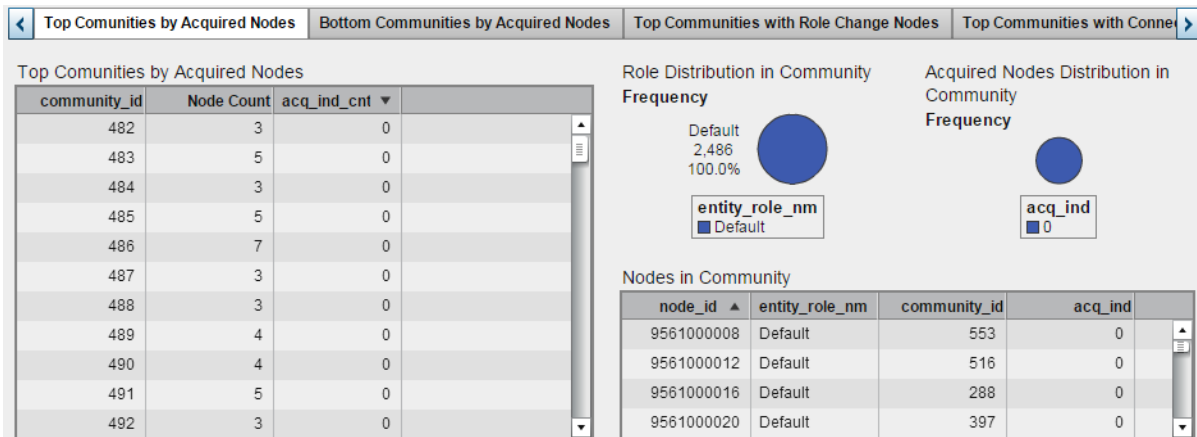 Top Comunities by Acquired Nodes
Bottom Communities by Acquired Nodes
Top Communities with Role Change Nodes
Top Communities with Connec
Top Comunities by Acquired Nodes
community_id Node Count acq_ind_cnt
482 3 0
483 5 0
484 3 0
485 5 0
486 7 0
487 3 0
488 3 0
489 4 0
490 4 0
491 5 0
492 3 0
Role Distribution in Community
Frequency
Default
2,486
100.0%
entity_role_nm
Default
Acquired Nodes Distribution in
Community
Frequency
acq_ind
0
Nodes in Community
node_id entity_role_nm community_id acq_ind
9561000008 Default 553 0
9561000012 Default 516 0
9561000016 Default 288 0
9561000020 Default 397 0